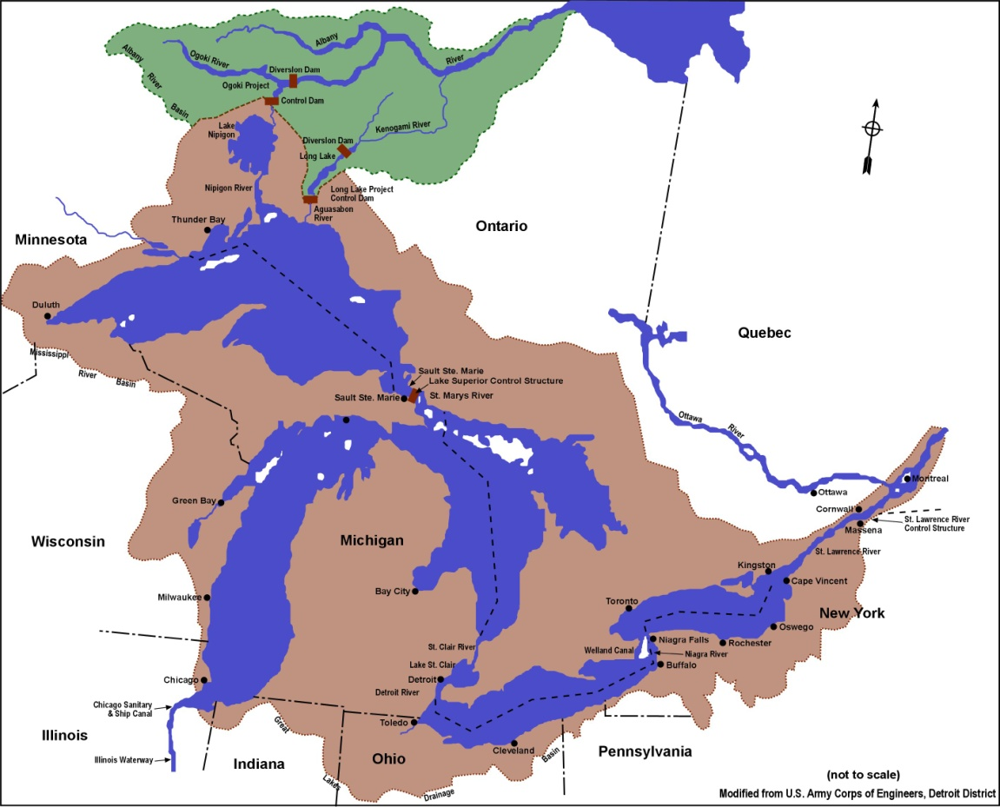 Albany
River
Ogoki River
Albany
River
Basin
Diversion Dam
Ogoki Project
Control Dam
Lake
Nipigon
Kenogami River
Diversion Dam
Long Lake
Nipigon River
Long Lake Project
Control Dam
Aguasabon
River
Thunder Bay
Ontario
Minnesota
Duluth
Quebec
Mississippi
River
Basin
Sault Ste. Marie
Lake Superior Control Structure
Sault Ste. Marie
St. Marys River
Ottawa
River
Montreal
Ottawa
Cornwall
St. Lawrence River
Control Structure
Massena
Green Bay
Wisconsin
Michigan
St. Lawrence River
Kingston
Cape Vincent
Bay City
Milwaukee
Toronto
New York
Oswego
Niagra Falls
Rochester
St. Clair River
Welland Canal
Niagra River
Lake St. Clair
Buffalo
Chicago
Detroit
Detroit River
Chicago Sanitary
& Ship Canal
Toledo
Great
Illinois
Cleveland
Pennsylvania
Illinois Waterway
Indiana
Ohio
Basin
Lakes
Drainage
(not to scale)
Modified from U.S. Army Corps of Engineers, Detroit District